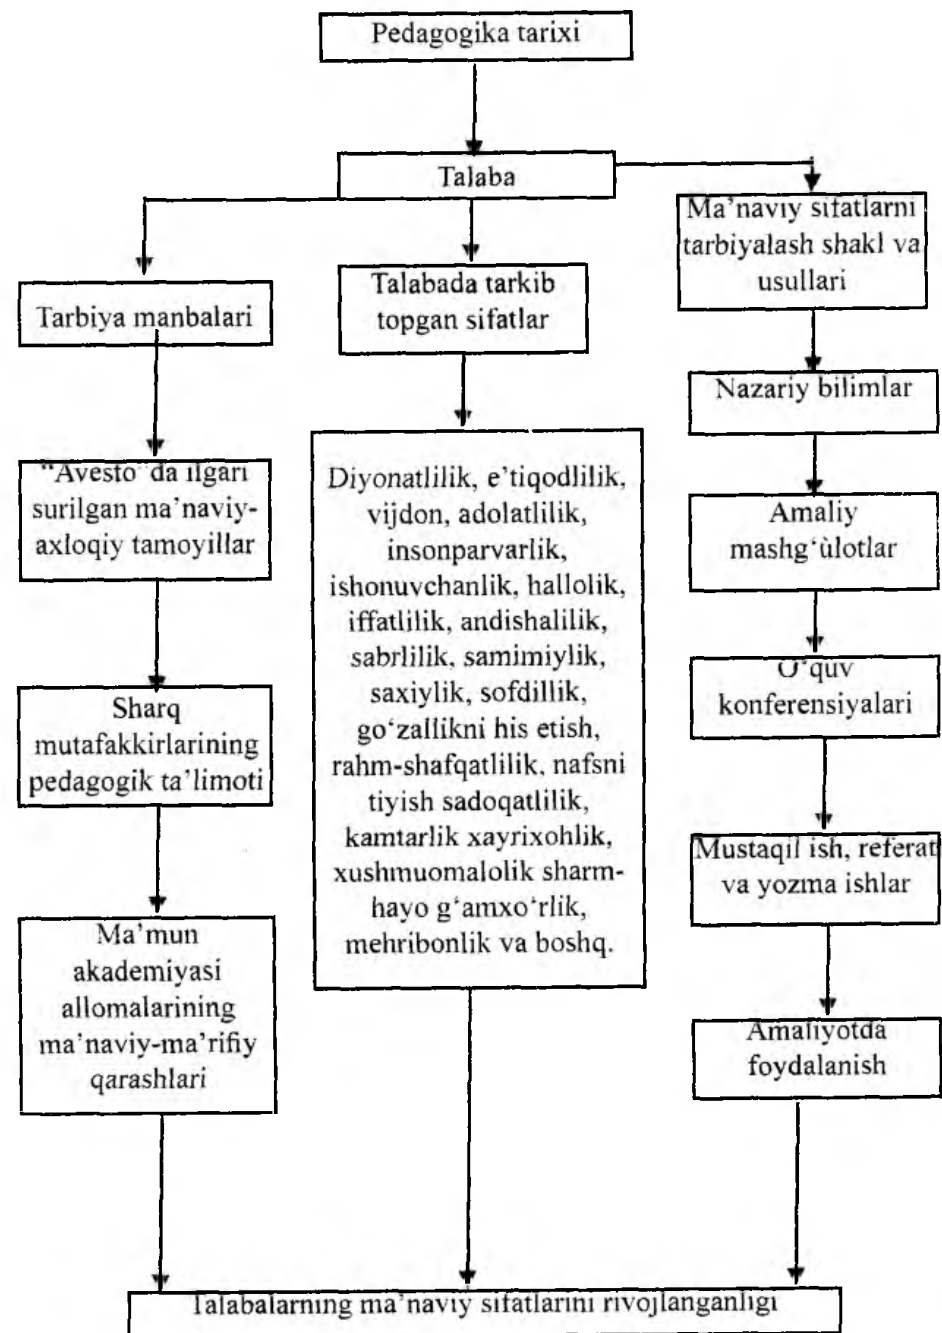 Pedagogika tarixi
Talaba
Tarbiya manbalari
“Avesto”da ilgari
surilgan ma’naviy-
axloqiy tamoyillar
Sharq
mutafakkirlarining
pedagogik ta’limoti
Ma’mun
akademiyasi
allomalarining
ma’naviy-ma’rifiy
qarashlari
Talabada tarkib
topgan sifatlar
Diyonatlilik, e’tiqodlilik,
vijdon, adolatlilik,
insonparvarlik,
ishonuvchanlik, hallolik,
iffatlilik, andishalilik,
sabrlilik, samimiylik,
saxiylik, sofdillik,
go‘zallikni his etish,
rahm-shafqatlilik, nafsni
tiyish sadoqatlilik,
kamtarlik xayrixohlik,
xushmuomalolik sharm-
hayo g‘amxo‘rlik,
mehribonlik va boshq.
Ma’naviy sifatlarni
tarbiyalash shakl va
usullari
Nazariy bilimlar
Amaliy
mashg‘ulotlar
O‘quv
konferensiyalari
Mustaqil ish, referat
va yozma ishlar
Amaliyotda
foydalanish
Talabalarning ma’naviy sifatlarini rivojlanganligi